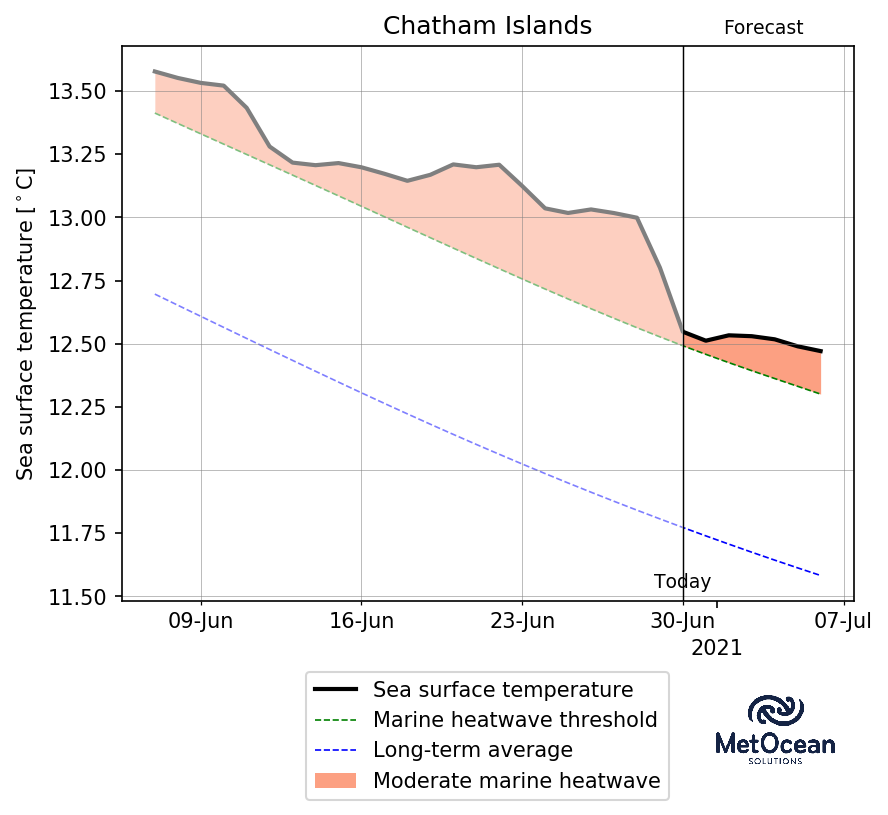 Chatham Islands
Forecast
Sea surface temperature [°C]
13.50
13.25
13.00
12.75
12.50
12.25
12.00
11.75
11.50
Today
09-Jun 16-Jun 23-Jun 30-Jun 07-Jul
2021
Sea surface temperature
Marine heatwave threshold
Long-term average
Moderate marine heatwave
MetOcean
SOLUTIONS